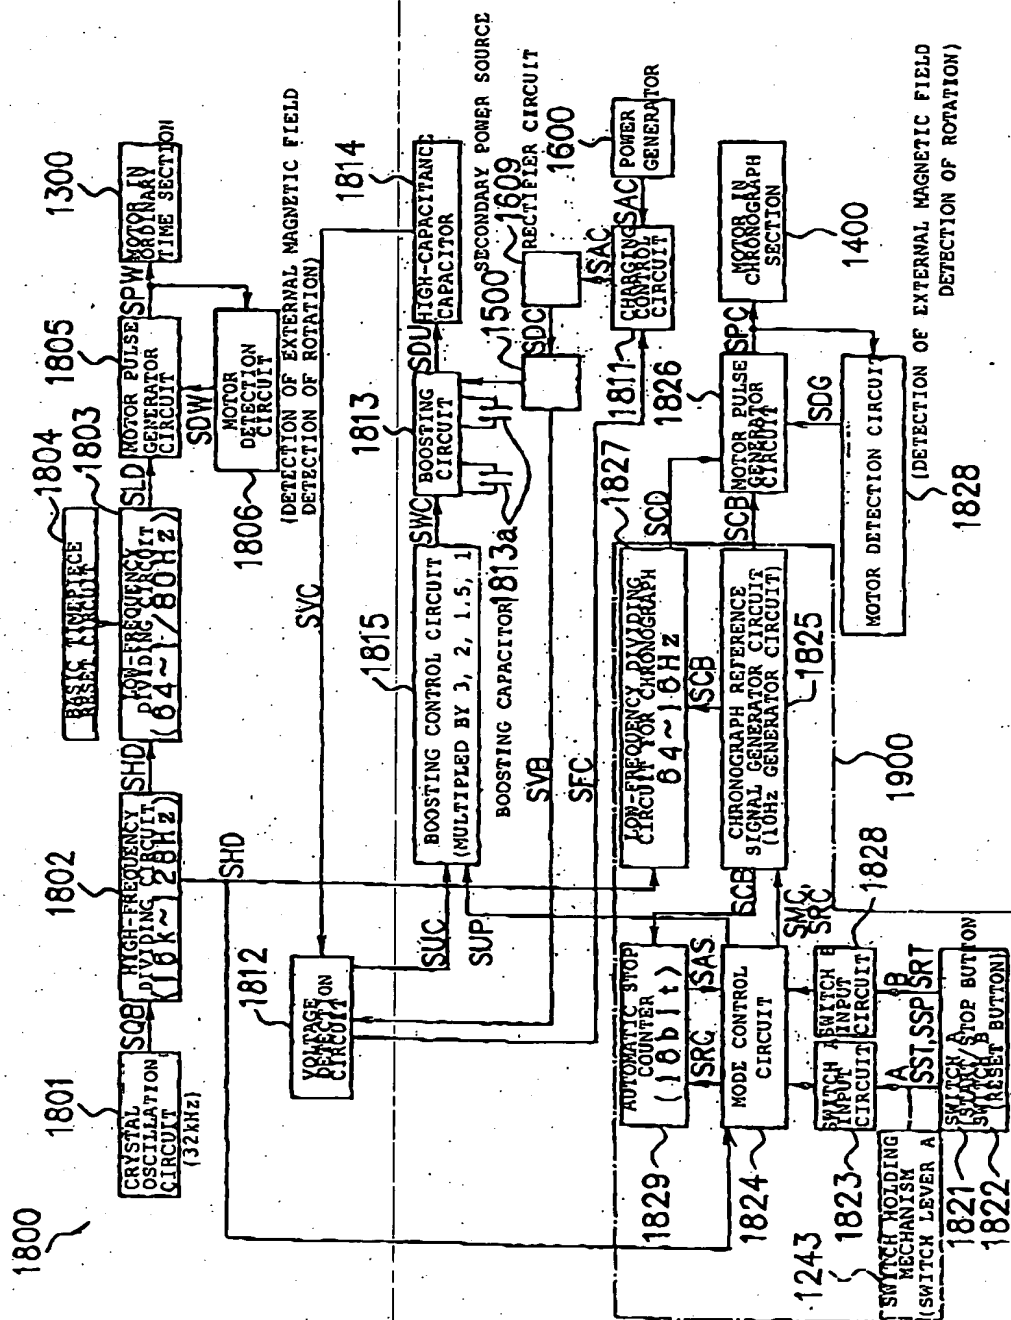 1800
1801
CRYSTAL
OSCILLATION
CIRCUIT
(32kHz)
SQB
1802
HIGH-FREQUENCY
DIVIDING CIRCUIT
(16k~128Hz)
SHD
1804
BASIC TIMEPIECE
RESET CIRCUIT
1803
LOW-FREQUENCY
DIVIDING CIRCUIT
(64~1/80Hz)
SLD
1805
MOTOR PULSE
GENERATOR
CIRCUIT
SPW
1300
MOTOR IN
ORDINARY
TIME SECTION
SDW
MOTOR
DETECTION
CIRCUIT
1806
(DETECTION OF EXTERNAL MAGNETIC FIELD
DETECTION OF ROTATION)
SHD
1812
VOLTAGE
DETECTION
CIRCUIT
SVC
SUC
SUP
1815
BOOSTING CONTROL CIRCUIT
(MULTIPLED BY 3, 2, 1.5, 1
SWC
1813
BOOSTING
CIRCUIT
SDU
1814
HIGH-CAPACITANCE
CAPACITOR
BOOSTING CAPACITOR
1813a
SECONDARY POWER SOURCE
1500
SDC
1609
RECTIFIER CIRCUIT
SVB
SFC
SAC
1811
CHARGING
CONTROL
CIRCUIT
SAC
1600
POWER
GENERATOR
AUTOMATIC STOP
COUNTER
(18bit)
1829
SRG
SAS
SCB
MODE CONTROL
CIRCUIT
1824
SMC,
SRC
1827
LOW-FREQUENCY DIVIDING
CIRCUIT FOR CHRONOGRAPH
64~16Hz
SCB
SCD
CHRONOGRAPH REFERENCE
SIGNAL GENERATOR CIRCUIT
(10Hz GENERATOR CIRCUIT)
1825
SCB
1826
MOTOR PULSE
GENERATOR
CIRCUIT
SPC
MOTOR IN
CHRONOGRAPH
SECTION
1400
SDG
MOTOR DETECTION CIRCUIT
1828
(DETECTION OF EXTERNAL MAGNETIC FIELD
DETECTION OF ROTATION)
1900
SWITCH A
INPUT
CIRCUIT
1823
SWITCH B
INPUT
CIRCUIT
1828
A
SST,SSP
B
SRT
1243
SWITCH HOLDING
MECHANISM
(SWITCH LEVER A
SWITCH A
(START/STOP BUTTON
SWITCH B
(RESET BUTTON)
1821
1822